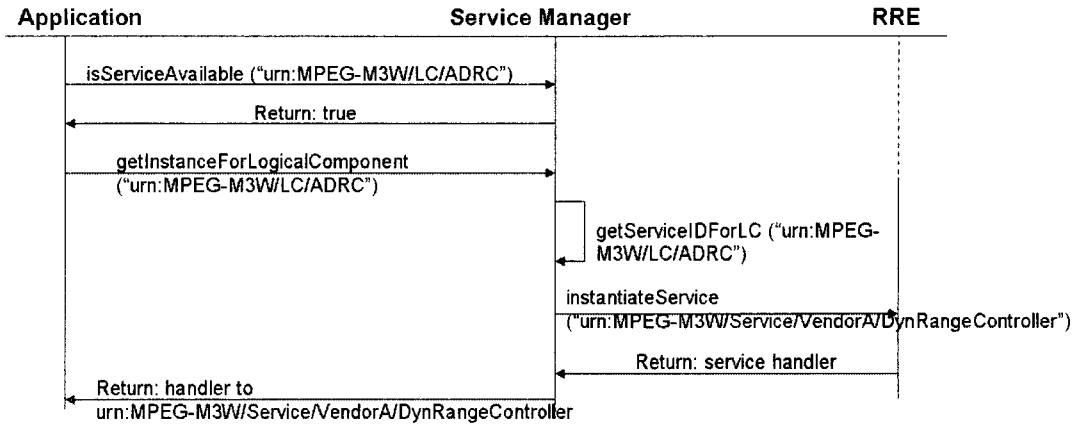 Application Service Manager RRE
isServiceAvailable (“urn:MPEG-M3W/LC/ADRC”)
Return: true
getInstanceForLogicalComponent
(“urn:MPEG-M3W/LC/ADRC”)
getServiceIDForLC (“urn:MPEG-
M3W/LC/ADRC”)
instantiateService
(“urn:MPEG-M3W/Service/VendorA/DynRangeController”)
Return: service handler
Return: handler to
urn:MPEG-M3W/Service/VendorA/DynRangeController